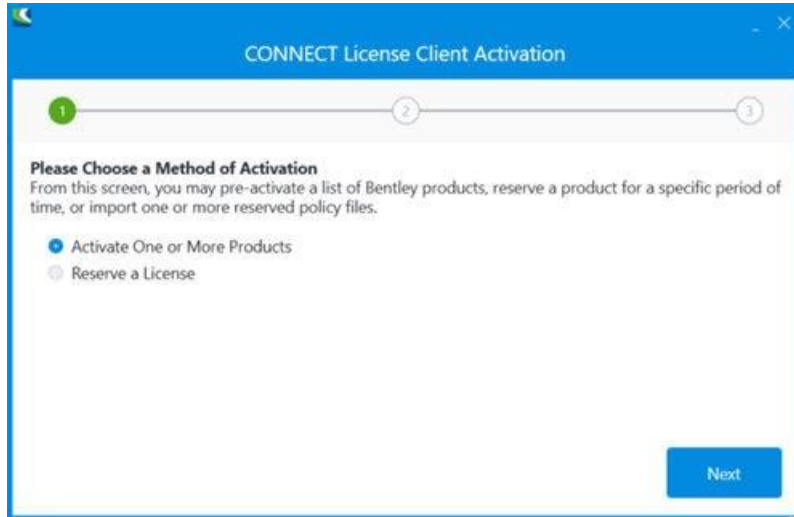 CONNECT License Client Activation
1 2 3
Please Choose a Method of Activation
From this screen, you may pre-activate a list of Bentley products, reserve a product for a specific period of
time, or import one or more reserved policy files.
Activate One or More Products
Reserve a License
Next